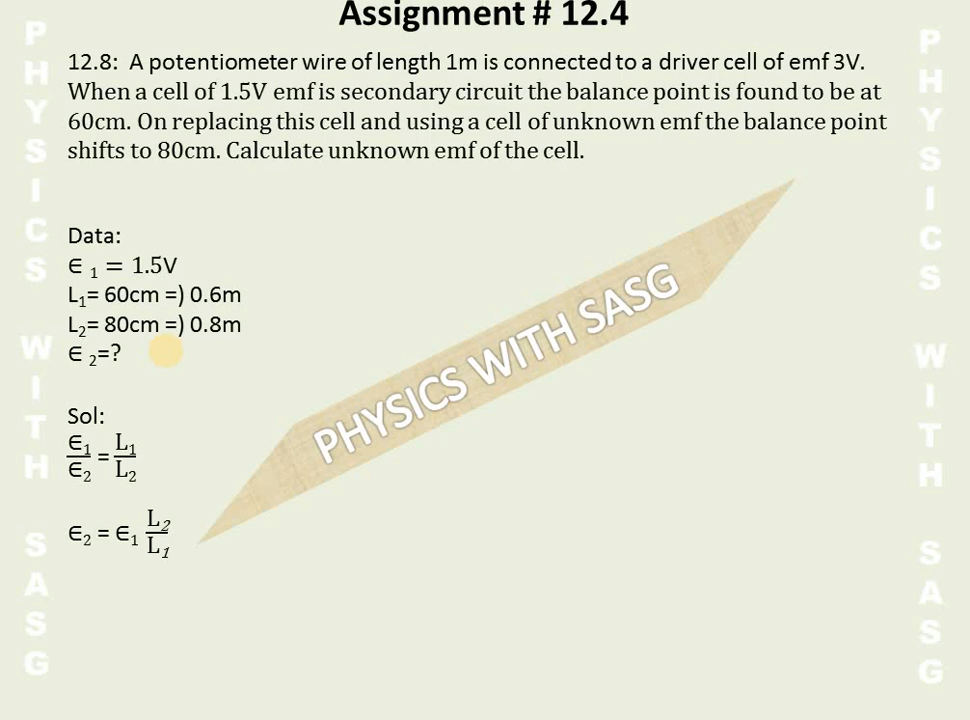 Assignment # 12.4
12.8: A potentiometer wire of length 1m is connected to a driver cell of emf 3V.
When a cell of 1.5V emf is secondary circuit the balance point is found to be at
60cm. On replacing this cell and using a cell of unknown emf the balance point
shifts to 80cm. Calculate unknown emf of the cell.
Data:
∈ 1 = 1.5V
L1= 60cm =) 0.6m
L2= 80cm =) 0.8m
∈ 2=?
Sol:
∈1/∈2 = L1/L2
∈2 = ∈1 L2/L1
PHYSICS WITH SASG
PHYSICS WITH SASG
PHYSICS WITH SASG